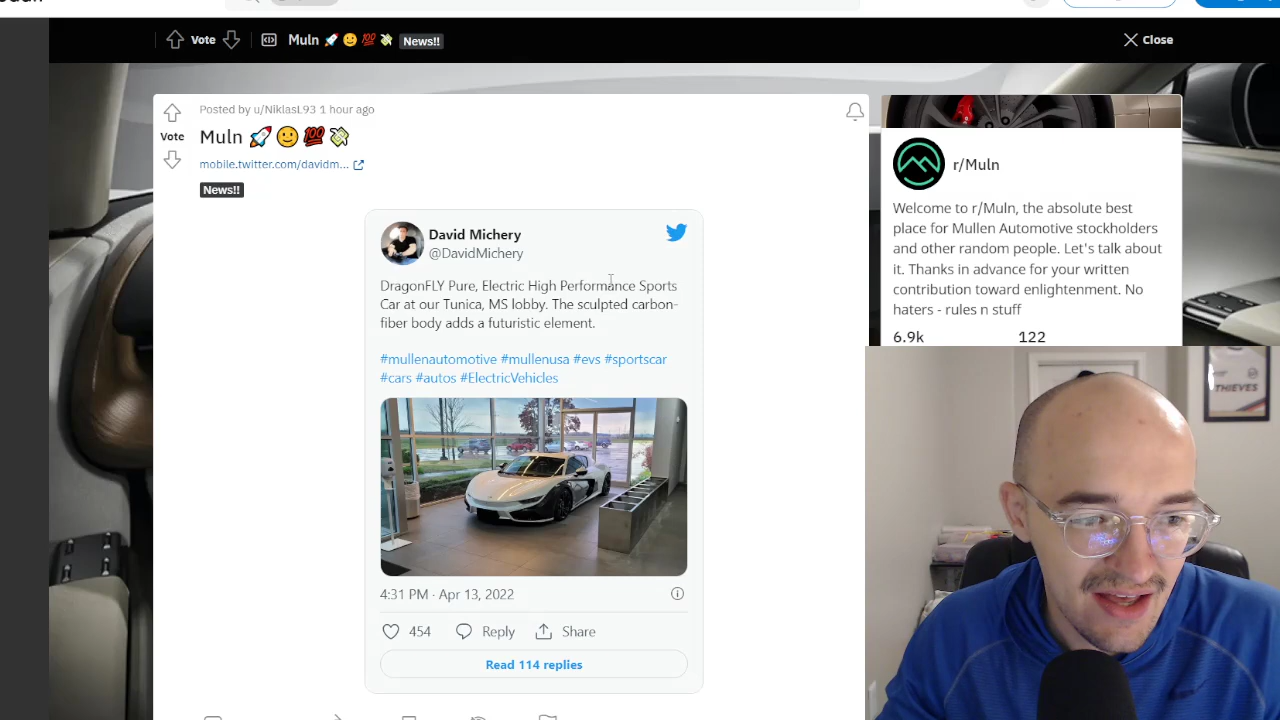 Vote
Muln 🚀 🙂 💯 💸 News!!
Close
Posted by u/NiklasL93 1 hour ago
Vote
Muln 🚀 🙂 💯 💸
mobile.twitter.com/davidm...
News!!
David Michery
@DavidMichery
DragonFLY Pure, Electric High Performance Sports
Car at our Tunica, MS lobby. The sculpted carbon-
fiber body adds a futuristic element.
#mullenautomotive #mullenusa #evs #sportscar
#cars #autos #ElectricVehicles
4:31 PM · Apr 13, 2022
454 Reply Share
Read 114 replies
r/Muln
Welcome to r/Muln, the absolute best
place for Mullen Automotive stockholders
and other random people. Let's talk about
it. Thanks in advance for your written
contribution toward enlightenment. No
haters - rules n stuff
6.9k 122
THIEVES